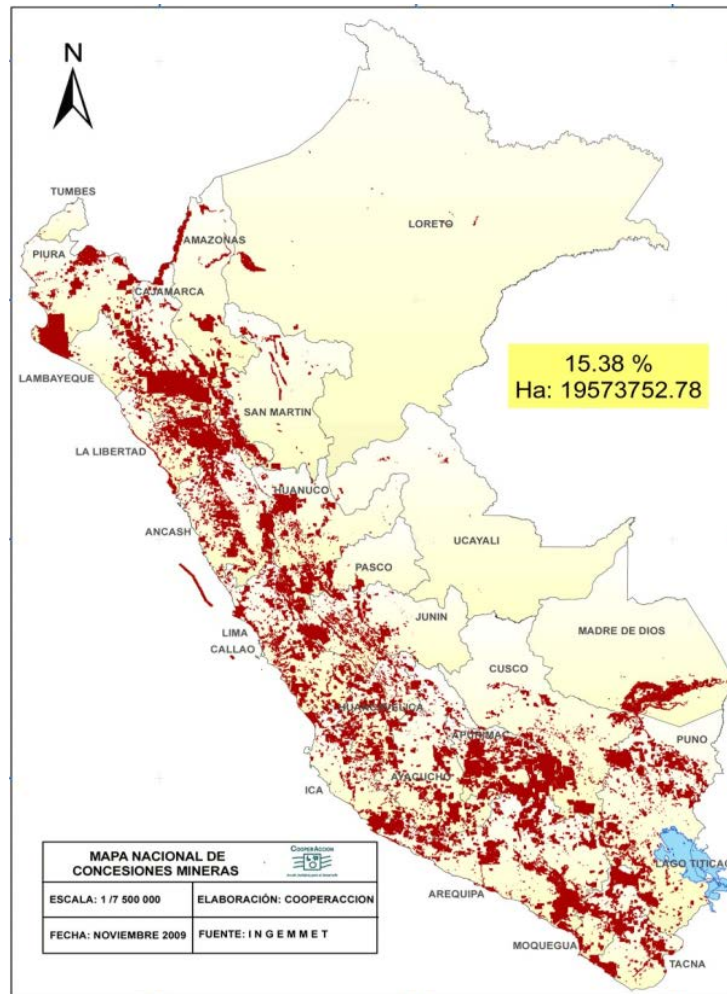 N
TUMBES
PIURA
AMAZONAS
LORETO
CAJAMARCA
LAMBAYEQUE
15.38 %
Ha: 19573752.78
SAN MARTIN
LA LIBERTAD
HUANUCO
ANCASH
UCAYALI
PASCO
JUNIN
LIMA
CALLAO
MADRE DE DIOS
CUSCO
HUANCAVELICA
APURIMAC
PUNO
AYACUCHO
ICA
LAGO TITICAC
AREQUIPA
MOQUEGUA
TACNA
MAPA NACIONAL DE
CONCESIONES MINERAS
COOPERACCION
ESCALA: 1 /7 500 000
ELABORACIÓN: COOPERACCION
FECHA: NOVIEMBRE 2009
FUENTE: I N G E M M E T